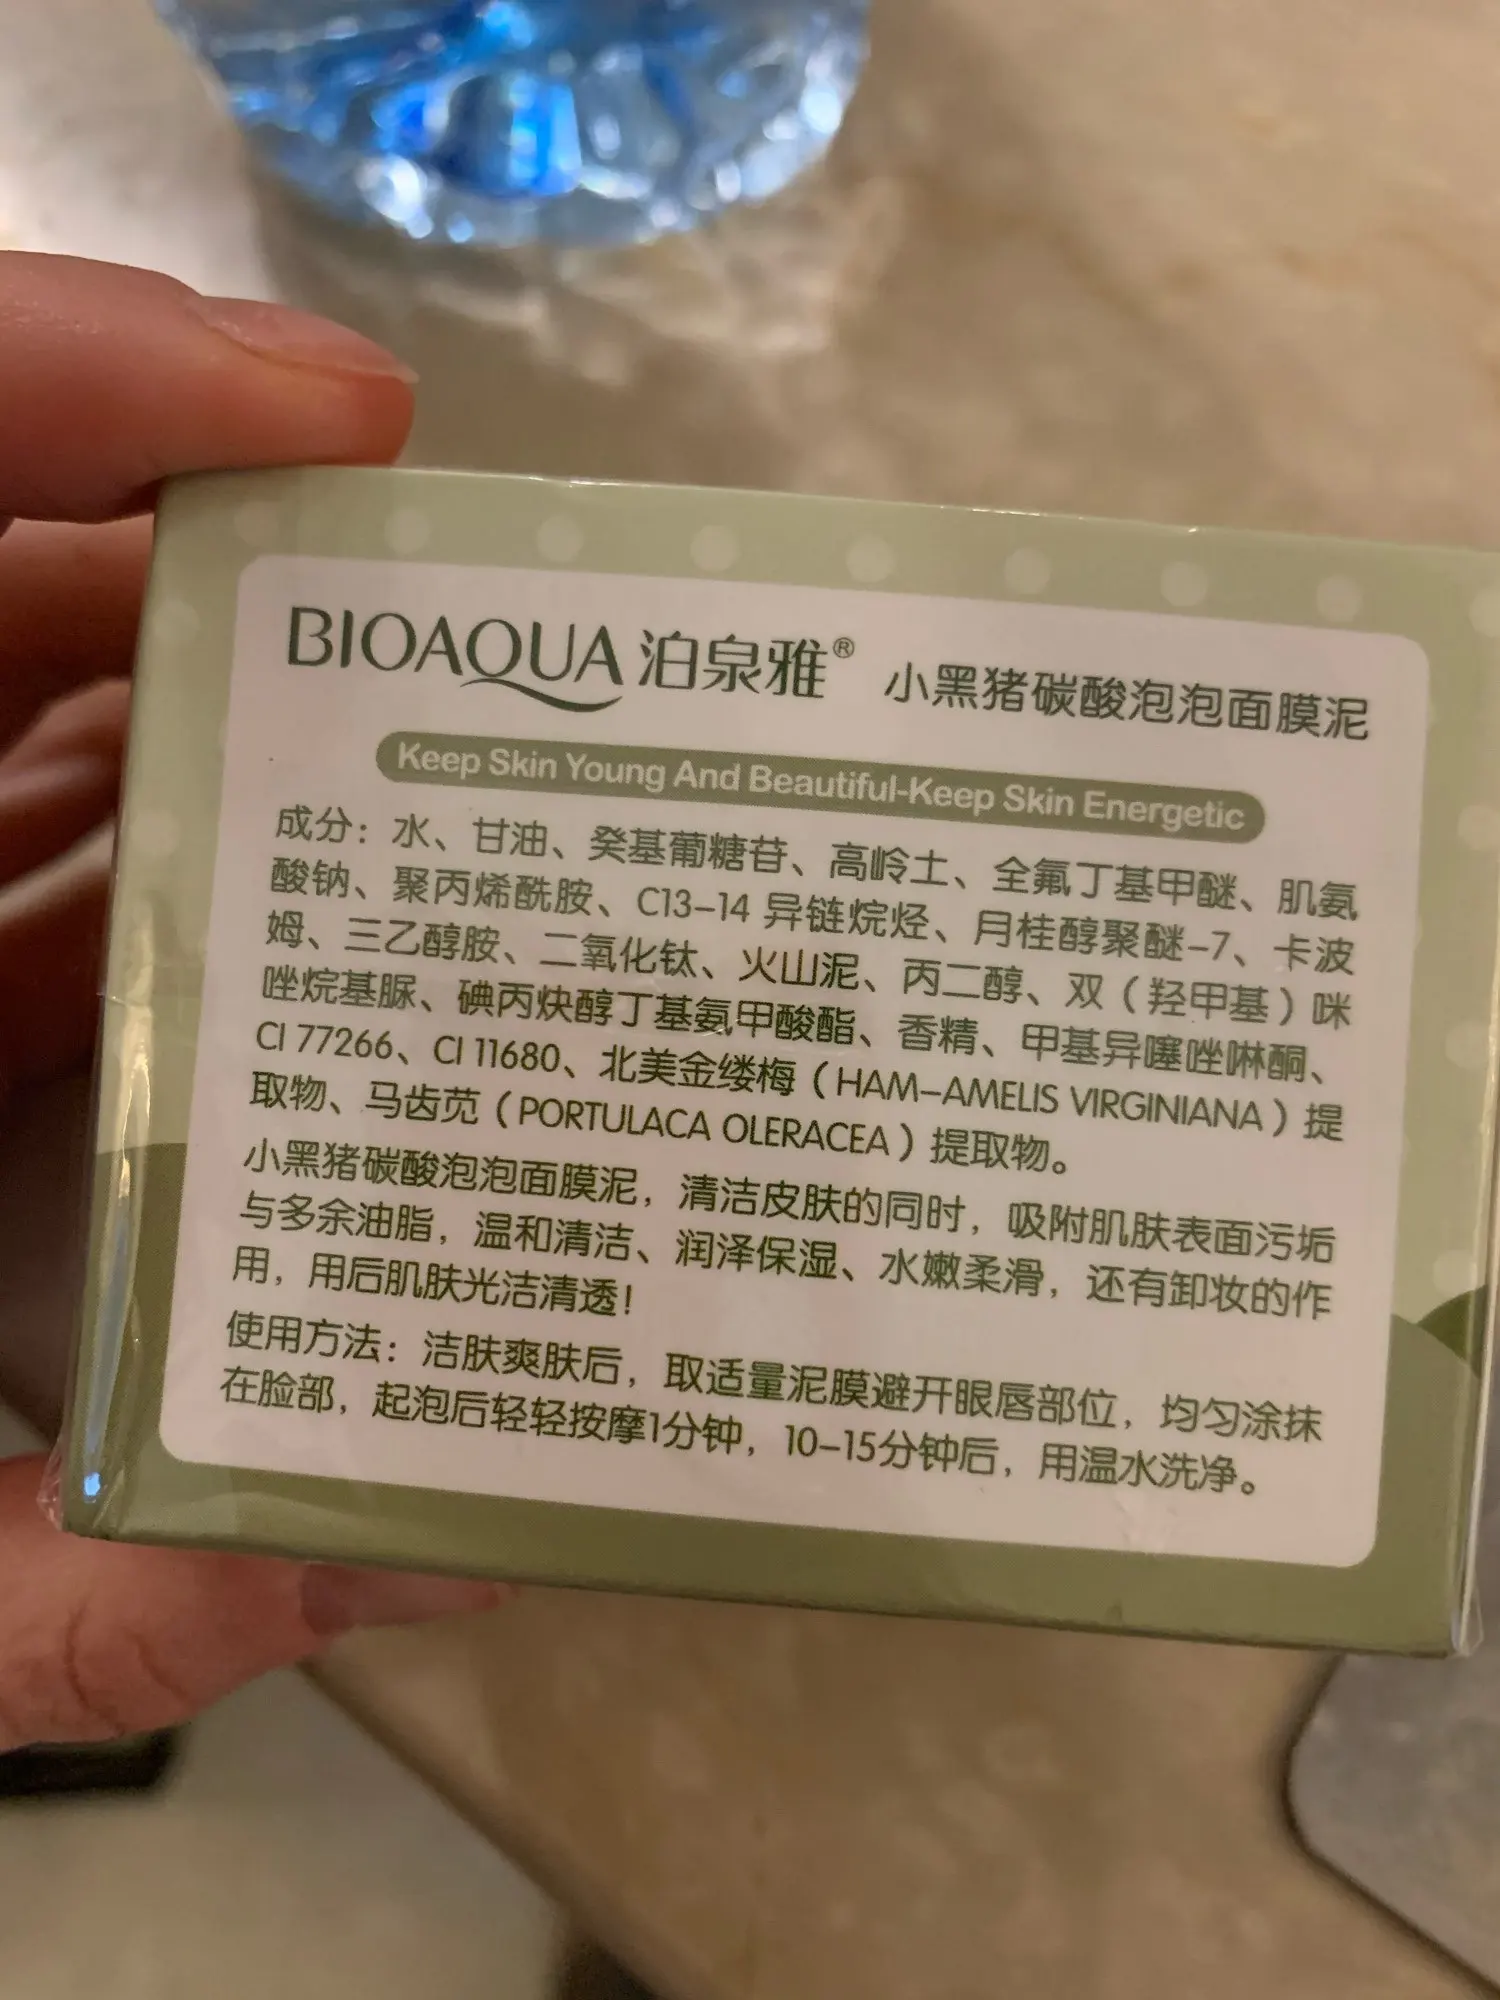 BIOAQUA 泊泉雅® 小黑猪碳酸泡泡面膜泥
Keep Skin Young And Beautiful-Keep Skin Energetic
成分：水、甘油、癸基葡糖苷、高岭土、全氟丁基甲醚、肌氨
酸钠、聚丙烯酰胺、C13-14 异链烷烃、月桂醇聚醚-7、卡波
姆、三乙醇胺、二氧化钛、火山泥、丙二醇、双（羟甲基）咪
唑烷基脲、碘丙炔醇丁基氨甲酸酯、香精、甲基异噻唑啉酮、
CI 77266、CI 11680、北美金缕梅（HAM-AMELIS VIRGINIANA）提
取物、马齿苋（PORTULACA OLERACEA）提取物。
小黑猪碳酸泡泡面膜泥，清洁皮肤的同时，吸附肌肤表面污垢
与多余油脂，温和清洁、润泽保湿、水嫩柔滑，还有卸妆的作
用，用后肌肤光洁清透！
使用方法：洁肤爽肤后，取适量泥膜避开眼唇部位，均匀涂抹
在脸部，起泡后轻轻按摩1分钟，10-15分钟后，用温水洗净。